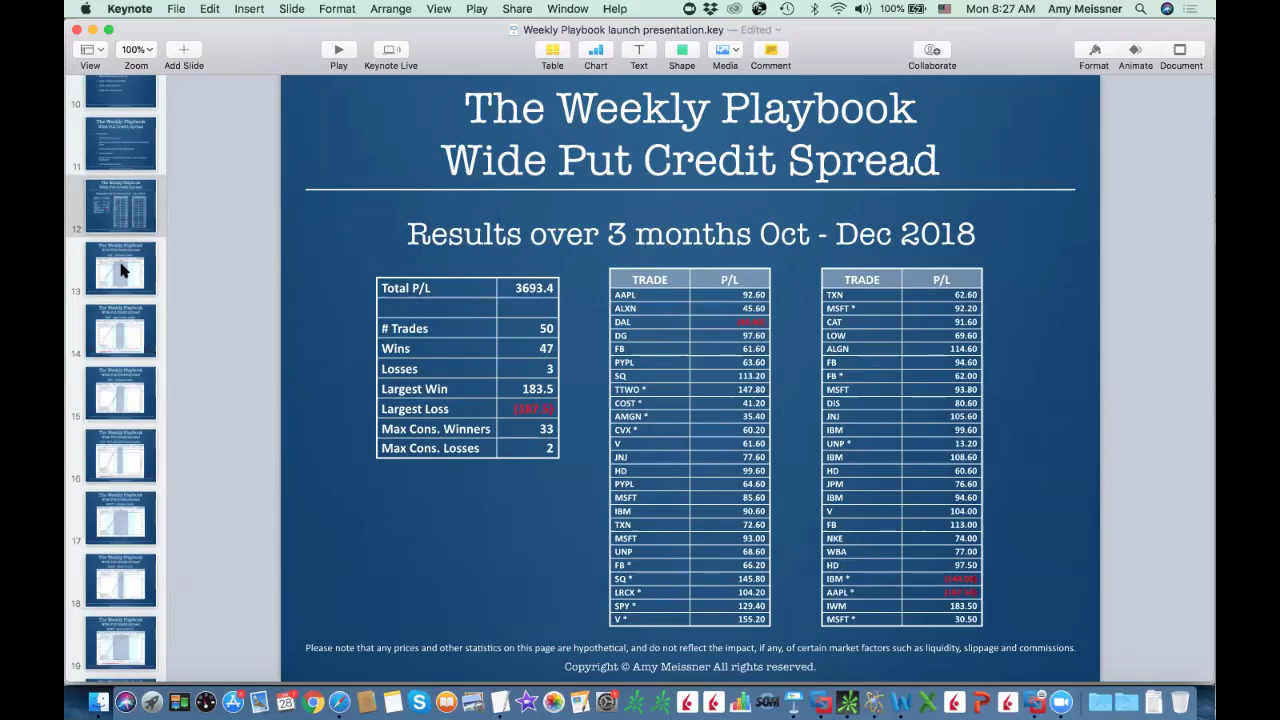 Keynote File Edit Insert Slide Format Arrange View Play Share Window Help 100% Mon 8:27 AM Amy Meissner
Weekly Playbook launch presentation.key — Edited
100%
View Zoom Add Slide Play Keynote Live Table Chart Text Shape Media Comment Collaborate Format Animate Document
10
11
12
13
14
15
16
17
18
19
The Weekly Playbook
Wide Put Credit Spread
Results over 3 months Oct - Dec 2018
Total P/L 3693.4
# Trades 50
Wins 47
Losses 3
Largest Win 183.5
Largest Loss
Max Cons. Winners 33
Max Cons. Losses 2
TRADE P/L
AAPL 92.60
ALXN 45.60
DAL
DG 97.60
FB 61.60
PYPL 63.60
SQ 113.20
TTWO * 147.80
COST * 41.20
AMGN * 35.40
CVX * 60.20
V 61.60
JNJ 77.60
HD 99.60
PYPL 64.60
MSFT 85.60
IBM 90.60
TXN 72.60
MSFT 93.00
UNP 68.60
FB * 66.20
SQ * 145.80
LRCX * 104.20
SPY * 129.40
V * 155.20
TRADE P/L
TXN 62.60
MSFT * 92.20
CAT 91.60
LOW 69.60
ALGN 114.60
FB 94.60
FB * 62.00
MSFT 93.80
DIS 80.60
JNJ 105.60
IBM 99.60
UNP * 13.20
IBM 108.60
HD 60.60
JPM 76.60
IBM 94.60
V 104.00
FB 113.00
NKE 74.00
WBA 77.00
HD 97.50
IBM *
AAPL *
IWM 183.50
MSFT * 30.50
Please note that any prices and other statistics on this page are hypothetical, and do not reflect the impact, if any, of certain market factors such as liquidity, slippage and commissions.
Copyright © Amy Meissner All rights reserved.